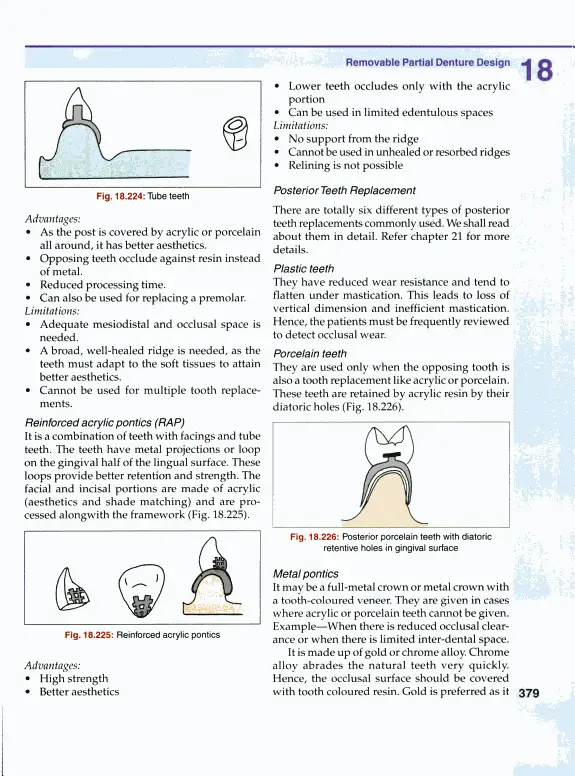 Removable Partial Denture Design
18
Fig. 18.224: Tube teeth
Advantages:
• As the post is covered by acrylic or porcelain
all around, it has better aesthetics.
• Opposing teeth occlude against resin instead
of metal.
• Reduced processing time.
• Can also be used for replacing a premolar.
Limitations:
• Adequate mesiodistal and occlusal space is
needed.
• A broad, well-healed ridge is needed, as the
teeth must adapt to the soft tissues to attain
better aesthetics.
• Cannot be used for multiple tooth replace-
ments.
Reinforced acrylic pontics (RAP)
It is a combination of teeth with facings and tube
teeth. The teeth have metal projections or loop
on the gingival half of the lingual surface. These
loops provide better retention and strength. The
facial and incisal portions are made of acrylic
(aesthetics and shade matching) and are pro-
cessed alongwith the framework (Fig. 18.225).
Fig. 18.225: Reinforced acrylic pontics
Advantages:
• High strength
• Better aesthetics
• Lower teeth occludes only with the acrylic
portion
• Can be used in limited edentulous spaces
Limitations:
• No support from the ridge
• Cannot be used in unhealed or resorbed ridges
• Relining is not possible
Posterior Teeth Replacement
There are totally six different types of posterior
teeth replacements commonly used. We shall read
about them in detail. Refer chapter 21 for more
details.
Plastic teeth
They have reduced wear resistance and tend to
flatten under mastication. This leads to loss of
vertical dimension and inefficient mastication.
Hence, the patients must be frequently reviewed
to detect occlusal wear.
Porcelain teeth
They are used only when the opposing tooth is
also a tooth replacement like acrylic or porcelain.
These teeth are retained by acrylic resin by their
diatoric holes (Fig. 18.226).
Fig. 18.226: Posterior porcelain teeth with diatoric
retentive holes in gingival surface
Metal pontics
It may be a full-metal crown or metal crown with
a tooth-coloured veneer. They are given in cases
where acrylic or porcelain teeth cannot be given.
Example—When there is reduced occlusal clear-
ance or when there is limited inter-dental space.
It is made up of gold or chrome alloy. Chrome
alloy abrades the natural teeth very quickly.
Hence, the occlusal surface should be covered
with tooth coloured resin. Gold is preferred as it
379